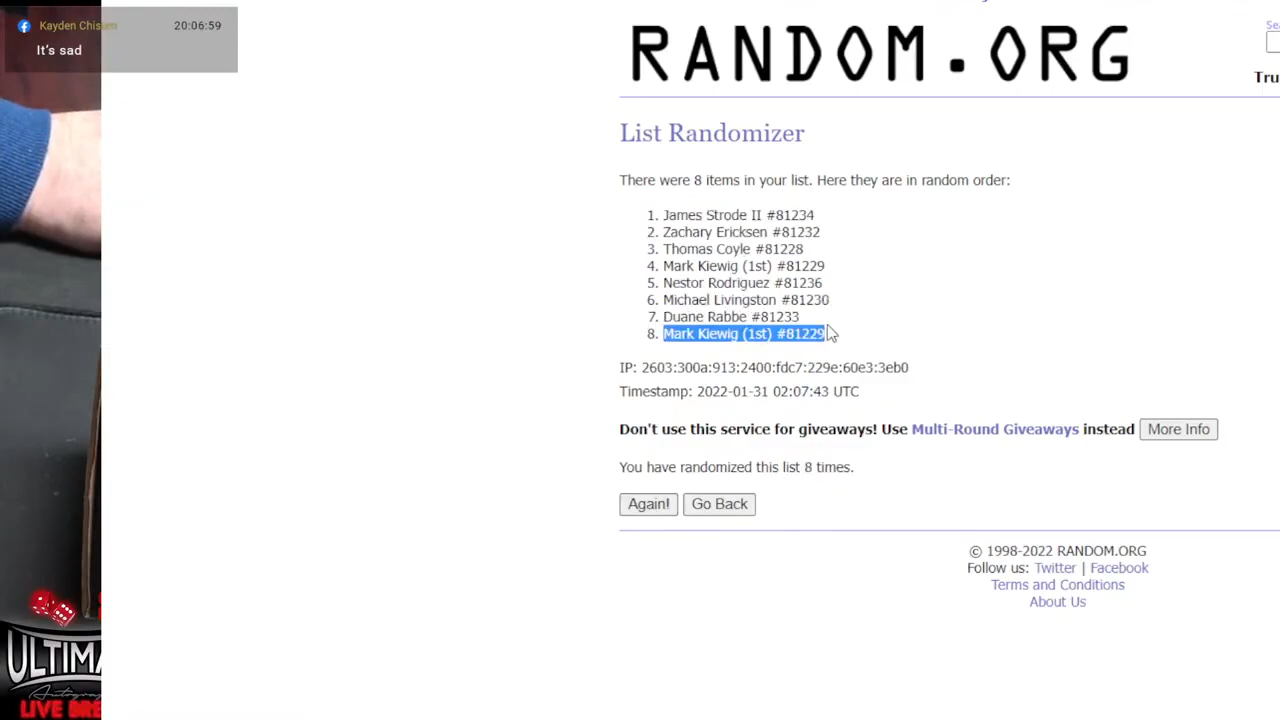 Kayden Chissen 20:06:59
It's sad
RANDOM.ORG
Tru
List Randomizer
There were 8 items in your list. Here they are in random order:
1. James Strode II #81234
2. Zachary Ericksen #81232
3. Thomas Coyle #81228
4. Mark Kiewig (1st) #81229
5. Nestor Rodriguez #81236
6. Michael Livingston #81230
7. Duane Rabbe #81233
8. Mark Kiewig (1st) #81229
IP: 2603:300a:913:2400:fdc7:229e:60e3:3eb0
Timestamp: 2022-01-31 02:07:43 UTC
Don't use this service for giveaways! Use Multi-Round Giveaways instead More Info
You have randomized this list 8 times.
Again! Go Back
© 1998-2022 RANDOM.ORG
Follow us: Twitter | Facebook
Terms and Conditions
About Us
ULTIMA
LIVE BRE